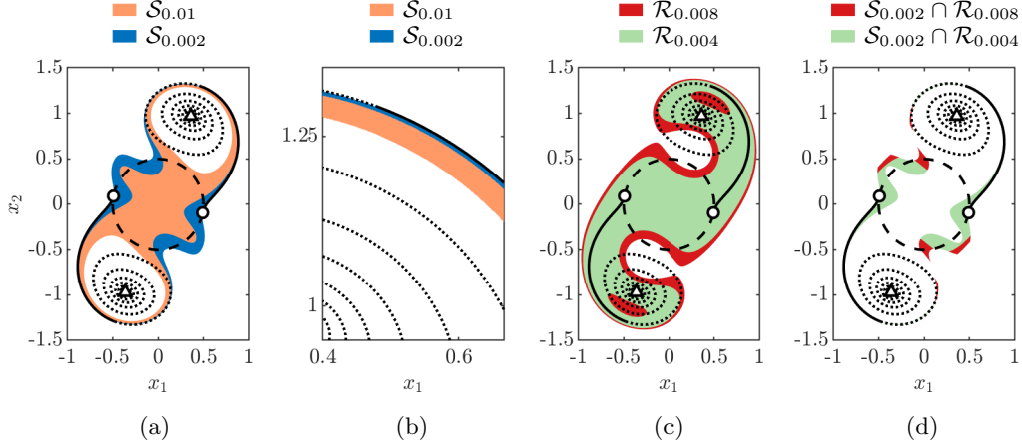 S₀.₀₁ S₀.₀₁ R₀.₀₀₈ S₀.₀₀₂ ∩ R₀.₀₀₈
S₀.₀₀₂ S₀.₀₀₂ R₀.₀₀₄ S₀.₀₀₂ ∩ R₀.₀₀₄
1.5 1.5 1.5
1.25
1 1 1
0.5 0.5 0.5
x₂ 0 0 0
-0.5 -0.5 -0.5
1
-1 -1 -1
-1.5 -1.5 -1.5
-1 -0.5 0 0.5 1 0.4 0.6 -1 -0.5 0 0.5 1 -1 -0.5 0 0.5 1
x₁ x₁ x₁ x₁
(a) (b) (c) (d)